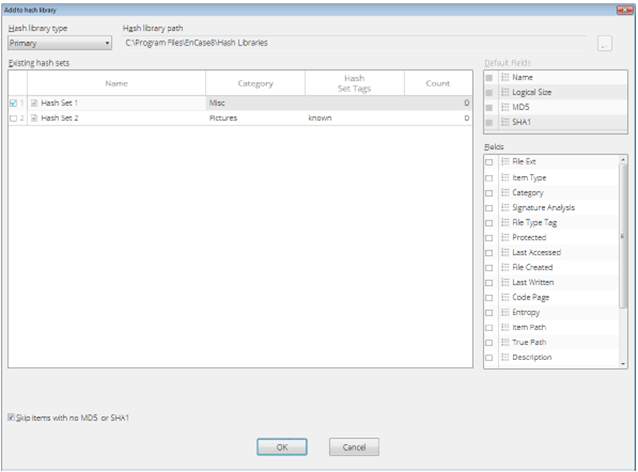 Add to hash library
Hash library type
Hash library path
Primary
C:\Program Files\EnCase8\Hash Libraries
...
Existing hash sets
Name Category Hash Set Tags Count
1 Hash Set 1 Misc 0
2 Hash Set 2 Pictures known 0
Default Fields
Name
Logical Size
MD5
SHA1
Fields
File Ext
Item Type
Category
Signature Analysis
File Type Tag
Protected
Last Accessed
File Created
Last Written
Code Page
Entropy
Item Path
True Path
Description
Skip items with no MD5 or SHA1
OK
Cancel